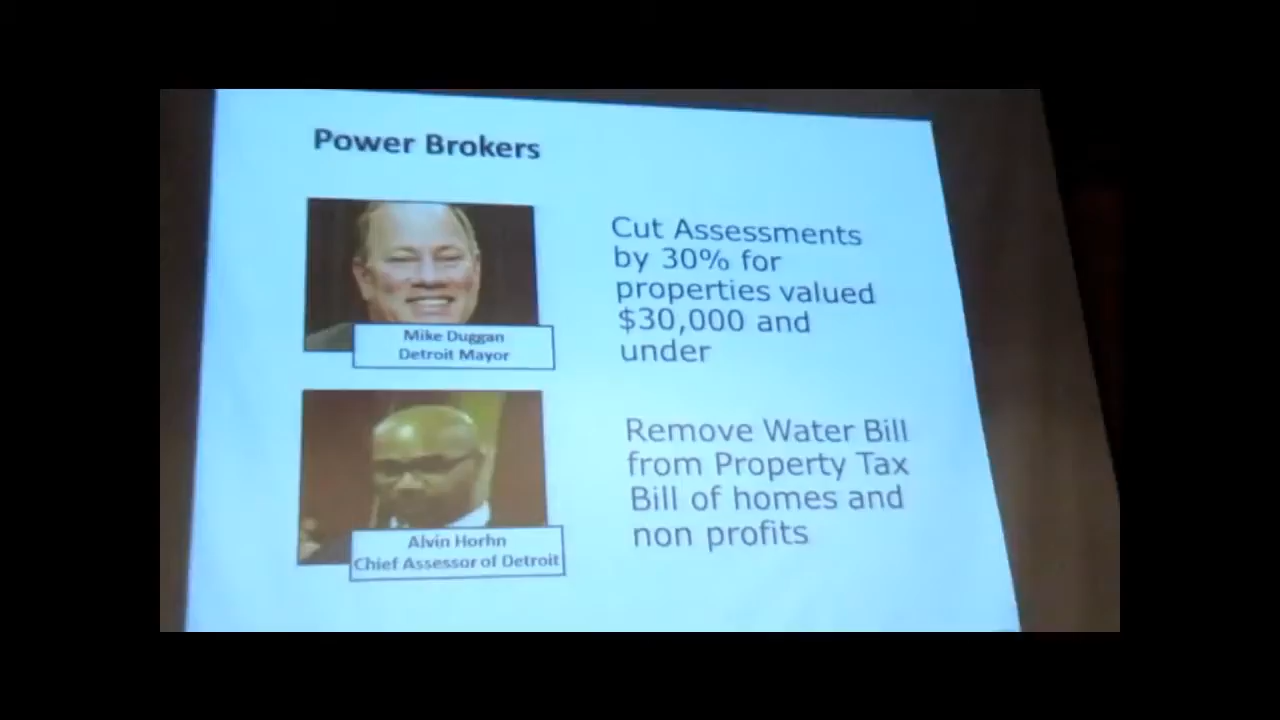 Power Brokers
Mike Duggan
Detroit Mayor
Cut Assessments
by 30% for
properties valued
$30,000 and
under
Alvin Horhn
Chief Assessor of Detroit
Remove Water Bill
from Property Tax
Bill of homes and
non profits